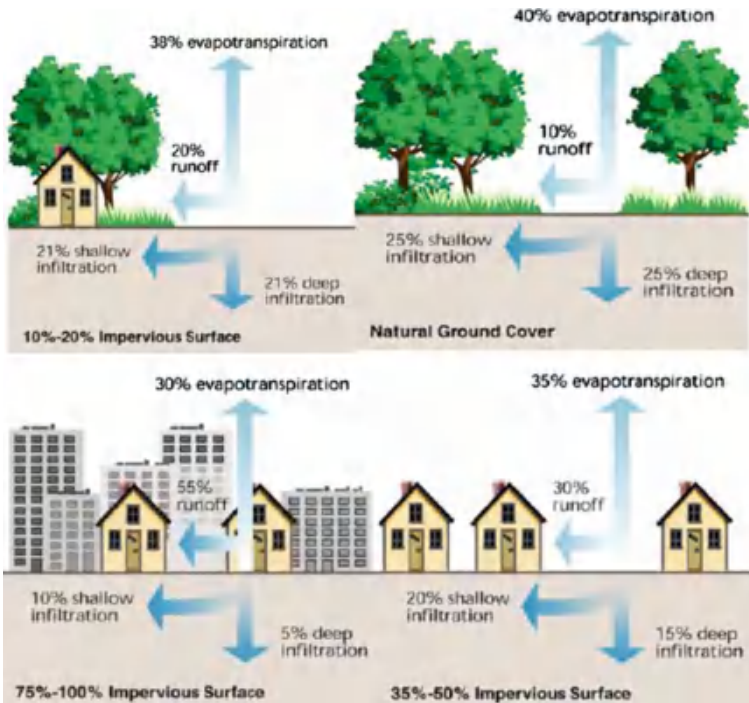 38% evapotranspiration
20%
runoff
21% shallow
infiltration
21% deep
infiltration
10%-20% Impervious Surface
40% evapotranspiration
10%
runoff
25% shallow
infiltration
25% deep
infiltration
Natural Ground Cover
30% evapotranspiration
55%
runoff
10% shallow
infiltration
5% deep
infiltration
75%-100% Impervious Surface
35% evapotranspiration
30%
runoff
20% shallow
infiltration
15% deep
infiltration
35%-50% Impervious Surface